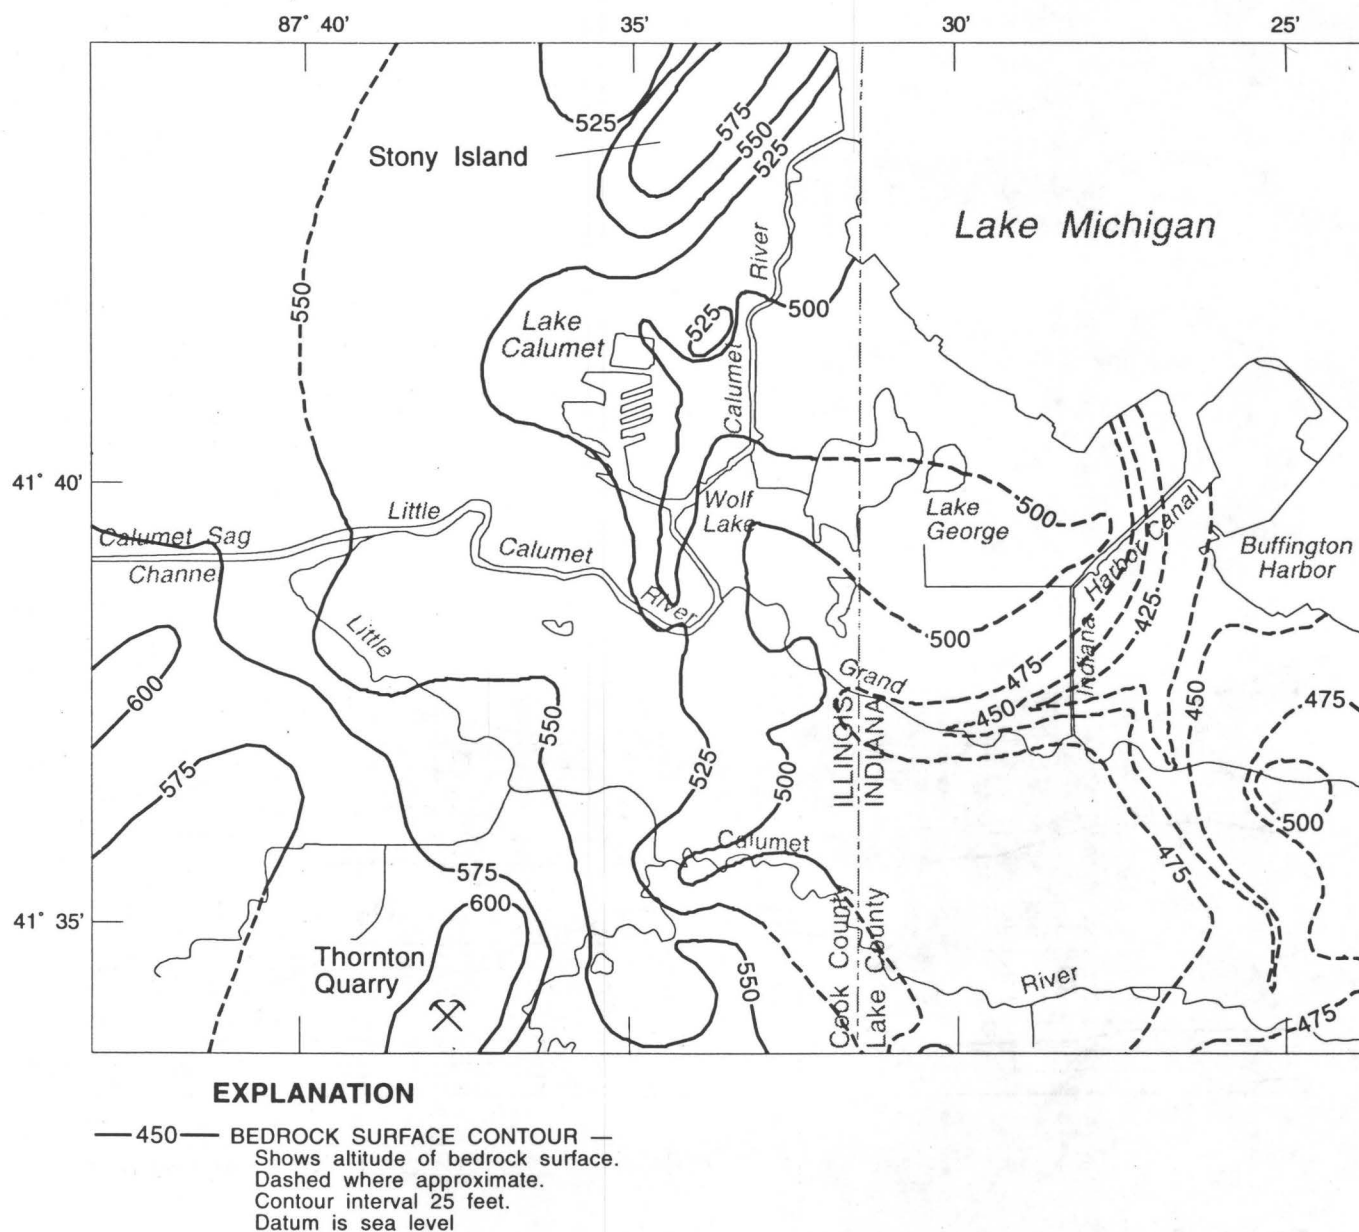 87° 40'
35'
30'
25'
525
575
550
525
Stony Island
Lake Michigan
River
550
500
525
Lake
Calumet
Calumet
41° 40'
Little
Wolf
Lake
500
Lake
George
Calumet Sag
Channel
Calumet
Harbor Canal
Buffington
Harbor
River
425
Little
500
Indiana
Grand
475
600
450
450
475
550
ILLINOIS
INDIANA
525
500
575
500
Calumet
475
575
600
41° 35'
Cook County
Lake County
Thornton
Quarry
550
River
475
EXPLANATION
450 BEDROCK SURFACE CONTOUR —
Shows altitude of bedrock surface.
Dashed where approximate.
Contour interval 25 feet.
Datum is sea level